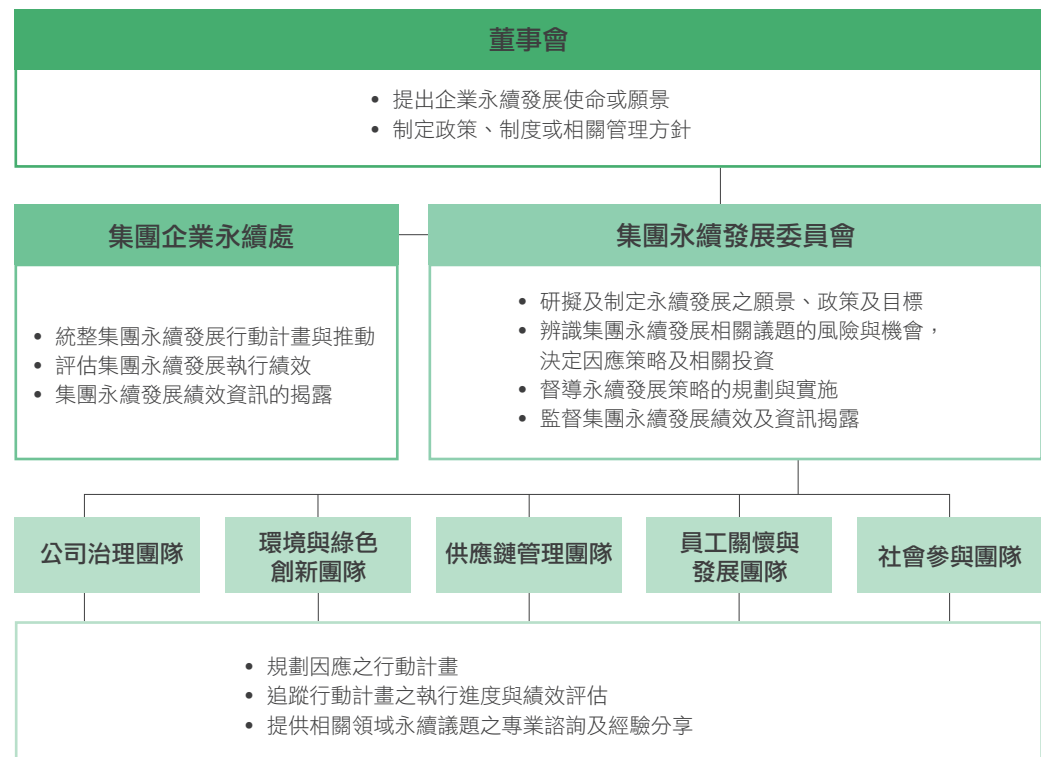 董事會
• 提出企業永續發展使命或願景
• 制定政策、制度或相關管理方針
集團企業永續處
• 統整集團永續發展行動計畫與推動
• 評估集團永續發展執行績效
• 集團永續發展績效資訊的揭露
集團永續發展委員會
• 研擬及制定永續發展之願景、政策及目標
• 辨識集團永續發展相關議題的風險與機會，
決定因應策略及相關投資
• 督導永續發展策略的規劃與實施
• 監督集團永續發展績效及資訊揭露
公司治理團隊
環境與綠色
創新團隊
供應鏈管理團隊
員工關懷與
發展團隊
社會參與團隊
• 規劃因應之行動計畫
• 追蹤行動計畫之執行進度與績效評估
• 提供相關領域永續議題之專業諮詢及經驗分享